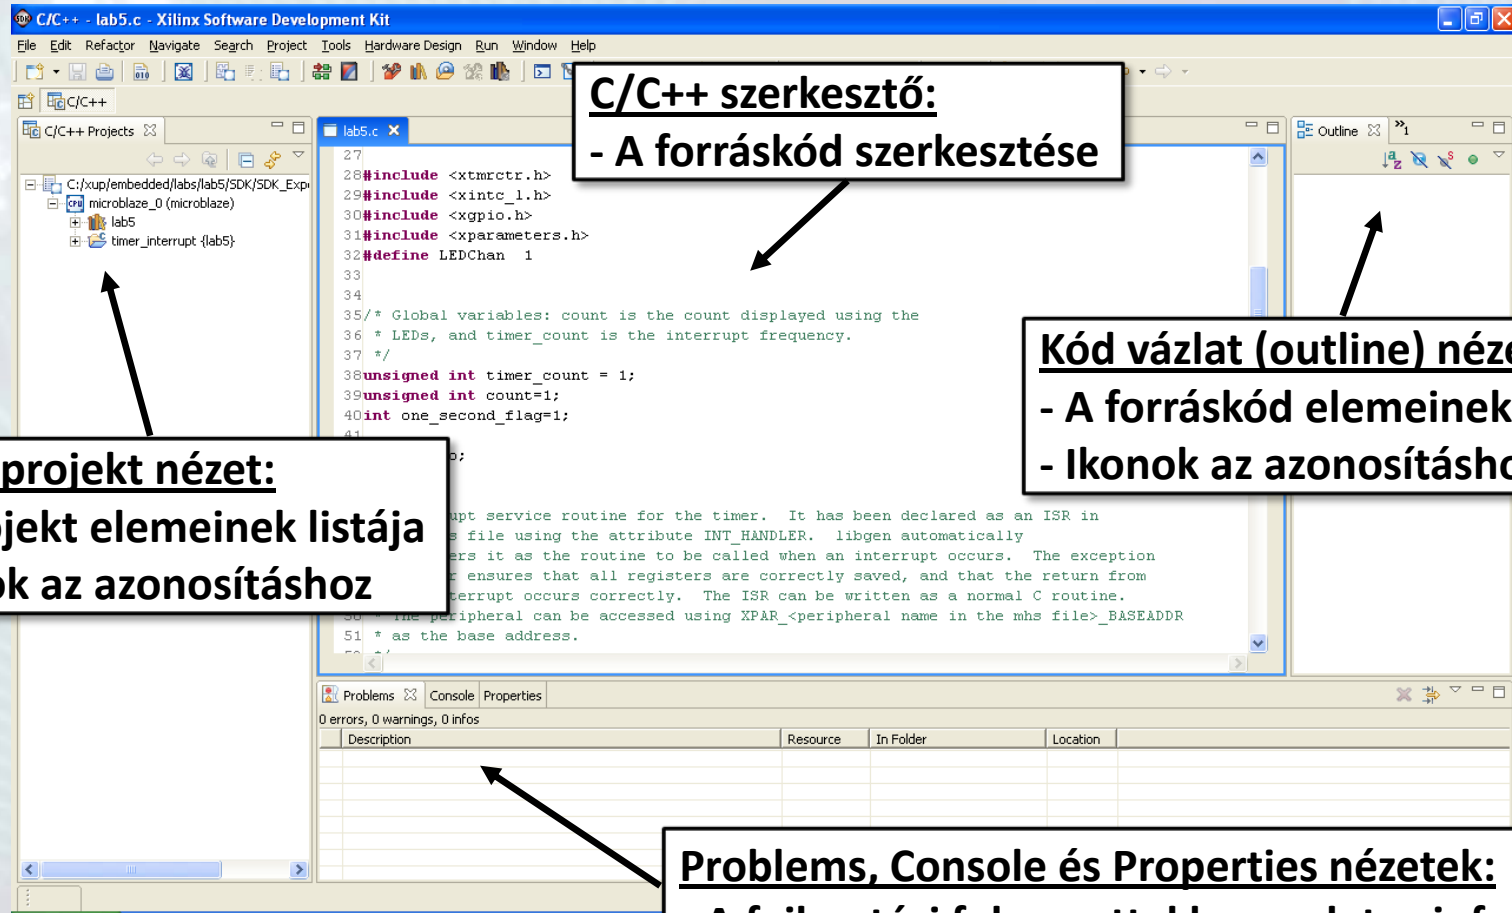 C/C++ - lab5.c - Xilinx Software Development Kit
File Edit Refactor Navigate Search Project Tools Hardware Design Run Window Help
C/C++
C/C++ Projects
C:/xup/embedded/labs/lab5/SDK/SDK_Exp
microblaze_0 (microblaze)
lab5
timer_interrupt {lab5}
lab5.c
C/C++ szerkesztő:
- A forráskód szerkesztése
27
28#include <xtmrctr.h>
29#include <xintc_l.h>
30#include <xgpio.h>
31#include <xparameters.h>
32#define LEDChan 1
33
34
35/* Global variables: count is the count displayed using the
36 * LEDs, and timer_count is the interrupt frequency.
37 */
38unsigned int timer_count = 1;
39unsigned int count=1;
40int one_second_flag=1;
41
upt service routine for the timer. It has been declared as an ISR in
file using the attribute INT_HANDLER. libgen automatically
ers it as the routine to be called when an interrupt occurs. The exception
r ensures that all registers are correctly saved, and that the return from
terrupt occurs correctly. The ISR can be written as a normal C routine.
50 * The peripheral can be accessed using XPAR_<peripheral name in the mhs file>_BASEADDR
51 * as the base address.
projekt nézet:
jekt elemeinek listája
ok az azonosításhoz
Outline
Kód vázlat (outline) néze
- A forráskód elemeinek
- Ikonok az azonosításho
Problems Console Properties
0 errors, 0 warnings, 0 infos
Description Resource In Folder Location
Problems, Console és Properties nézetek: